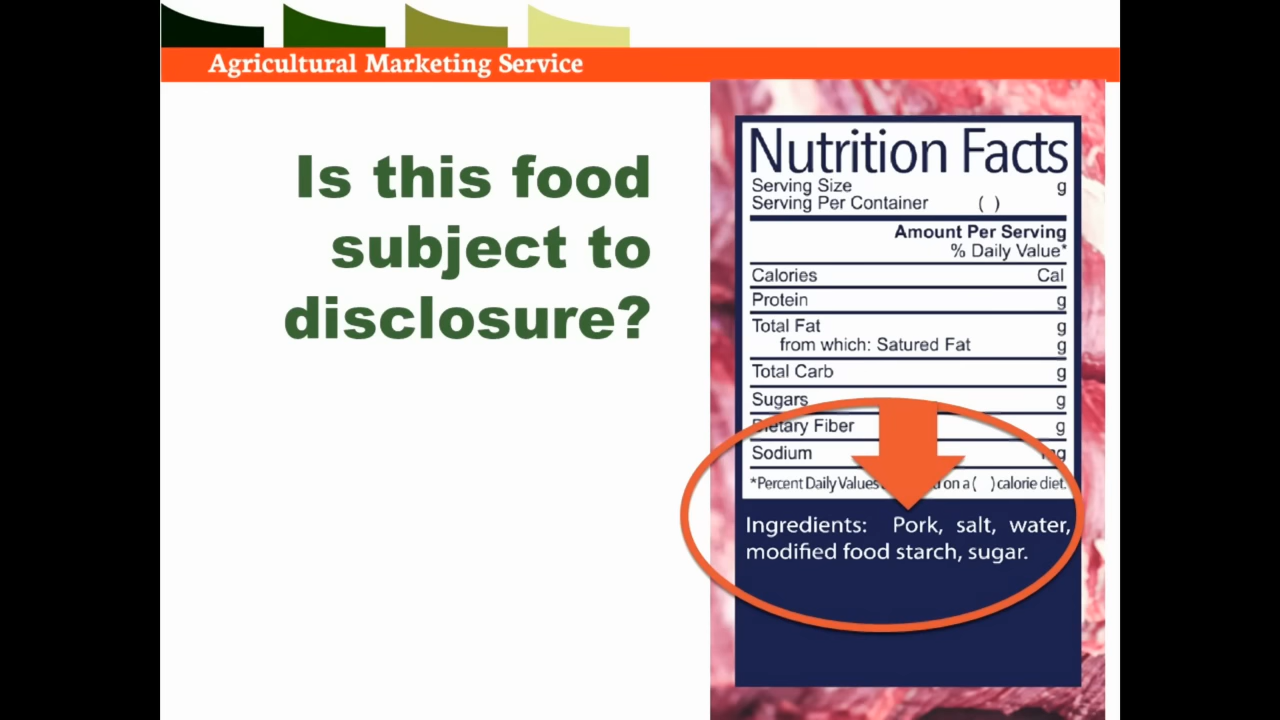 Agricultural Marketing Service
Is this food
subject to
disclosure?
Nutrition Facts
Serving Size g
Serving Per Container ( )
Amount Per Serving
% Daily Value*
Calories Cal
Protein g
Total Fat g
from which: Satured Fat g
Total Carb g
Sugars g
Dietary Fiber g
Sodium mg
*Percent Daily Values on a ( ) calorie diet.
Ingredients: Pork, salt, water,
modified food starch, sugar.